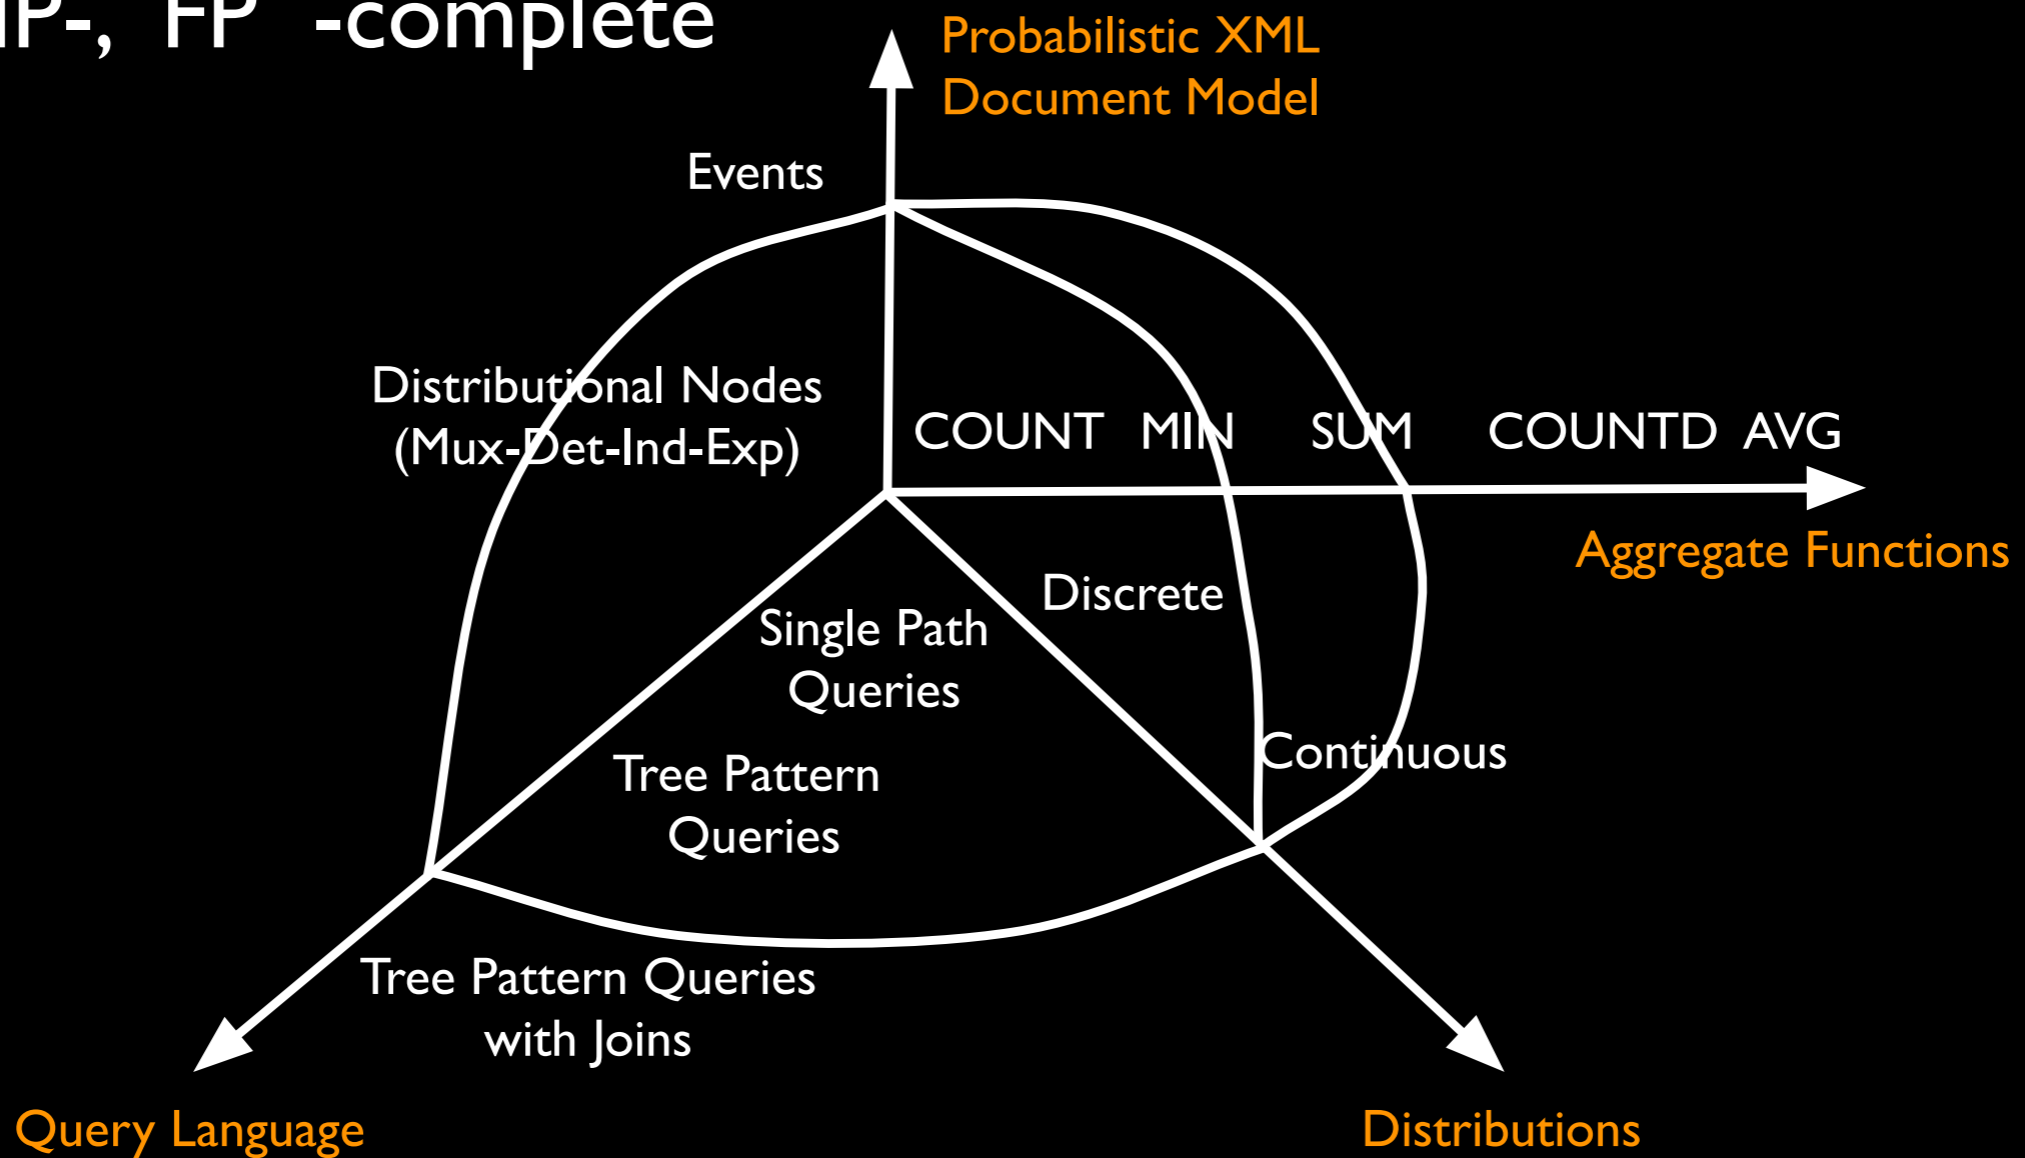 -complete
Probabilistic XML
Document Model
Events
Distributional Nodes
(Mux-Det-Ind-Exp)
COUNT MIN SUM COUNTD AVG
Aggregate Functions
Discrete
Single Path
Queries
Continuous
Tree Pattern
Queries
Tree Pattern Queries
with Joins
Query Language
Distributions